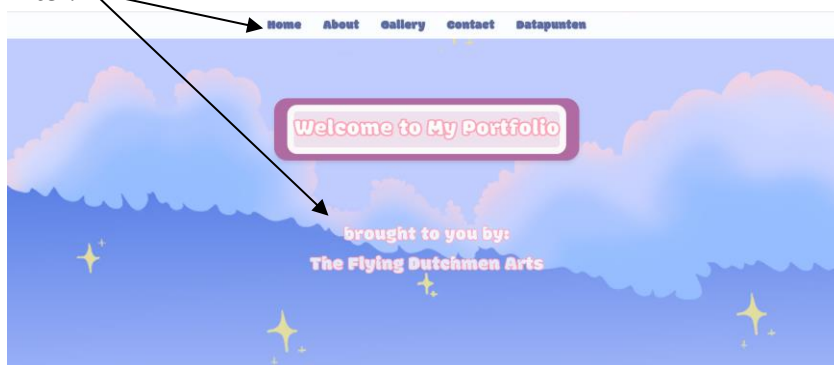 Home About Gallery Contact Datapunten
Welcome to My Portfolio
brought to you by:
The Flying Dutchmen Arts